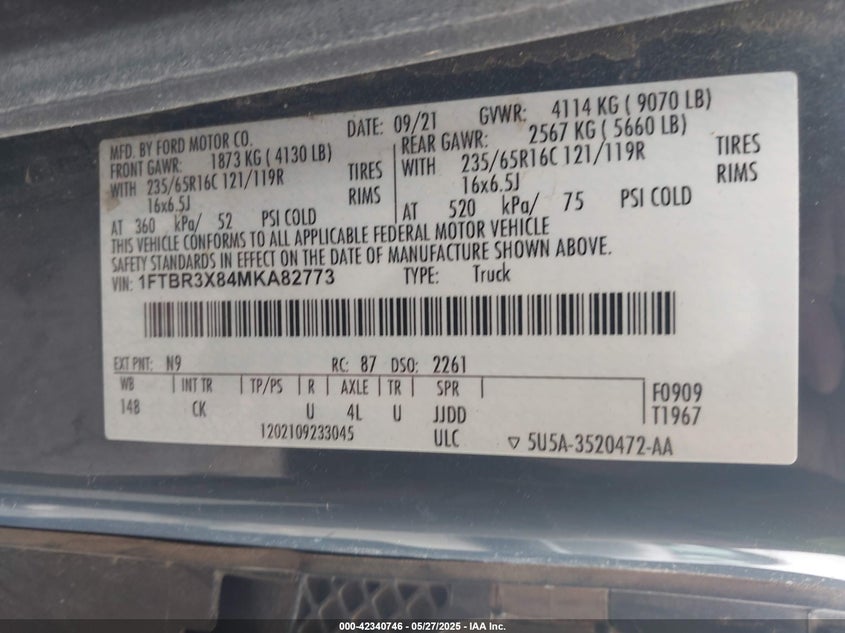 MFD. BY FORD MOTOR CO.
DATE: 09/21 GVWR: 4114 KG ( 9070 LB)
FRONT GAWR: 1873 KG ( 4130 LB) REAR GAWR: 2567 KG ( 5660 LB)
WITH 235/65R16C 121/119R TIRES WITH 235/65R16C 121/119R TIRES
16x6.5J RIMS 16x6.5J RIMS
AT 360 kPa/ 52 PSI COLD AT 520 kPa/ 75 PSI COLD
THIS VEHICLE CONFORMS TO ALL APPLICABLE FEDERAL MOTOR VEHICLE
SAFETY STANDARDS IN EFFECT ON THE DATE OF MANUFACTURE SHOWN ABOVE.
VIN: 1FTBR3X84MKA82773 TYPE: Truck
EXT PNT: N9 RC: 87 DSO: 2261
WB | INT TR | TP/PS | R | AXLE | TR | SPR | F0909
148 CK U 4L U JJDD T1967
1202109233045 ULC ▽ 5U5A-3520472-AA
000-42340746 — 05/27/2025 — IAA Inc.